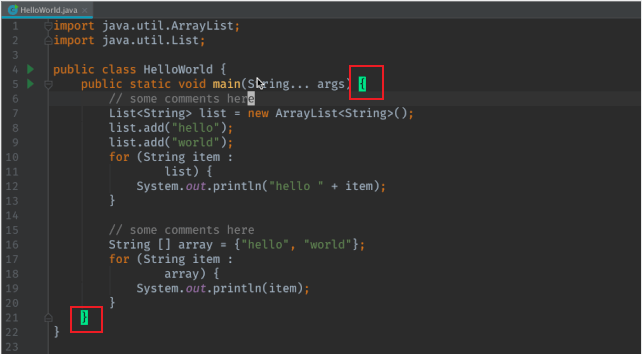 HelloWorld.java
1 import java.util.ArrayList;
2 import java.util.List;
3
4 public class HelloWorld {
5 public static void main(String... args) {
6 // some comments here
7 List<String> list = new ArrayList<String>();
8 list.add("hello");
9 list.add("world");
10 for (String item :
11 list) {
12 System.out.println("hello " + item);
13 }
14
15 // some comments here
16 String [] array = {"hello", "world"};
17 for (String item :
18 array) {
19 System.out.println(item);
20 }
21 }
22 }
23